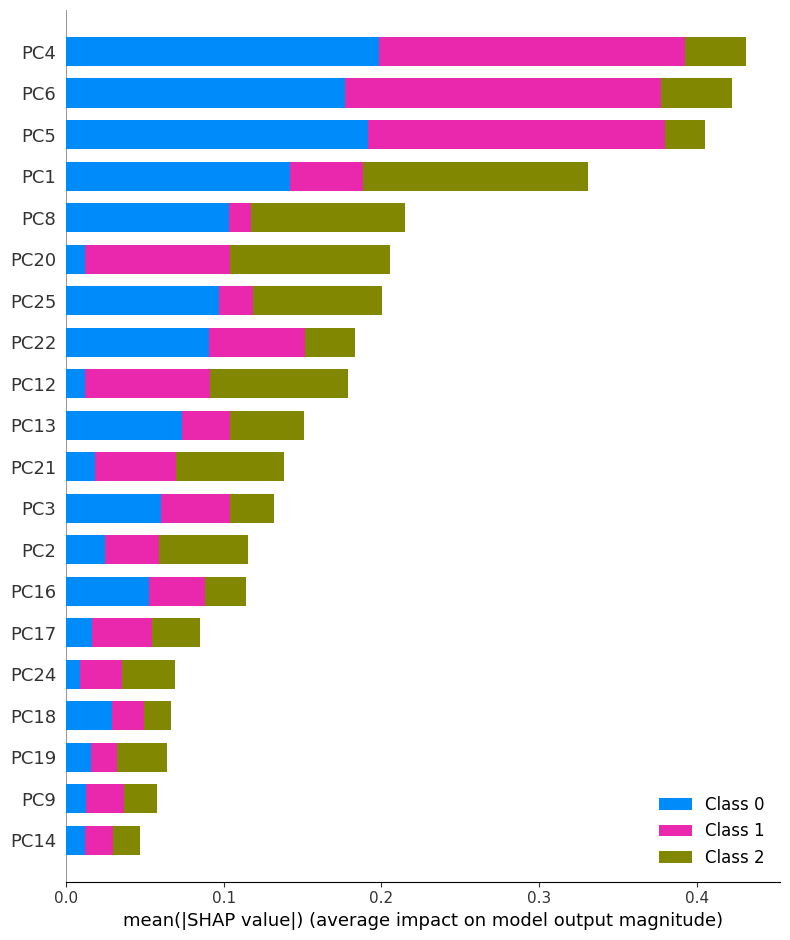 PC4
PC6
PC5
PC1
PC8
PC20
PC25
PC22
PC12
PC13
PC21
PC3
PC2
PC16
PC17
PC24
PC18
PC19
PC9
PC14
Class 0
Class 1
Class 2
0.0 0.1 0.2 0.3 0.4
mean(|SHAP value|) (average impact on model output magnitude)